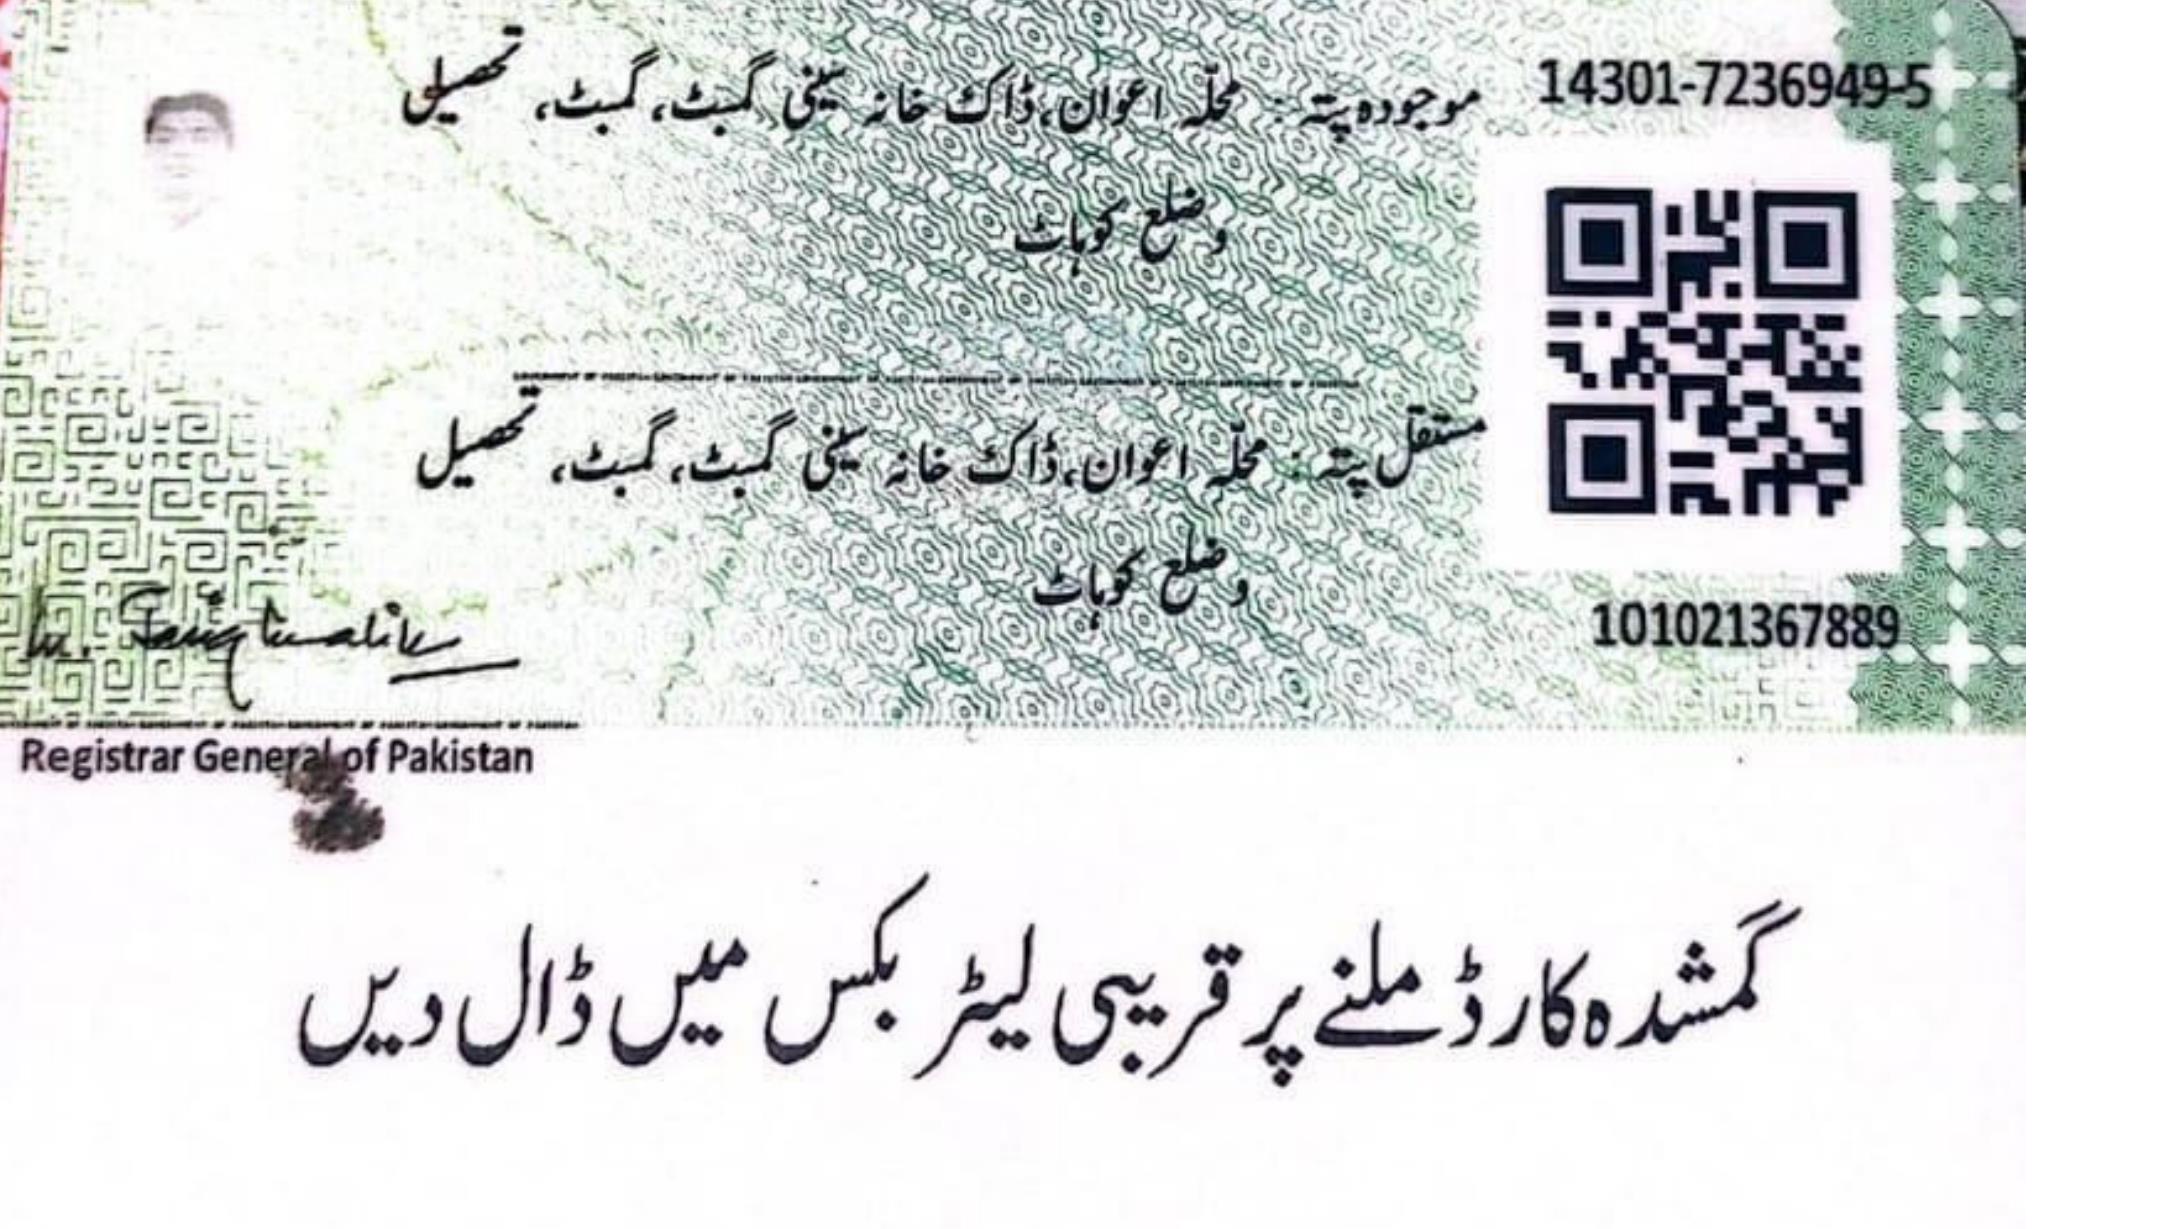 14301-7236949-5
موجودہ پتہ : محلّہ اعوان، ڈاک خانہ سینی گمبٹ، گمبٹ، تحصیل
و ضلع کوہاٹ
مستقل پتہ : محلّہ اعوان، ڈاک خانہ سینی گمبٹ، گمبٹ، تحصیل
و ضلع کوہاٹ
101021367889
Registrar General of Pakistan
گمشدہ کارڈ ملنے پر قریبی لیٹر بکس میں ڈال دیں